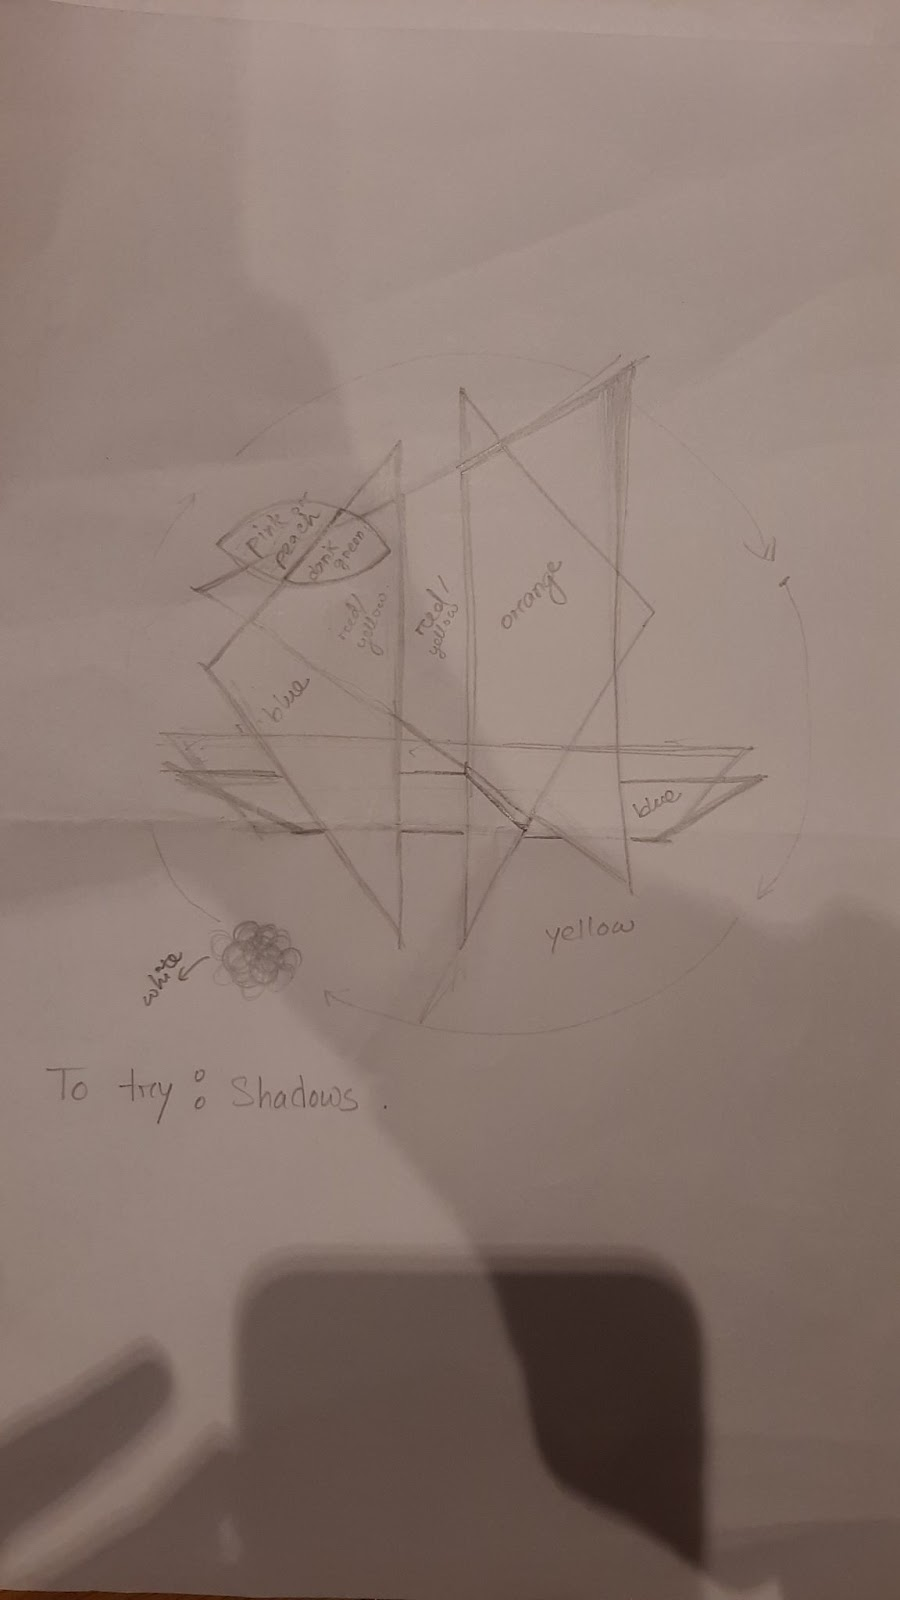 pink or
peach
dark
green
red/
yellow
red/
yellow
orange
blue
blue
yellow
white
To try : Shadows.